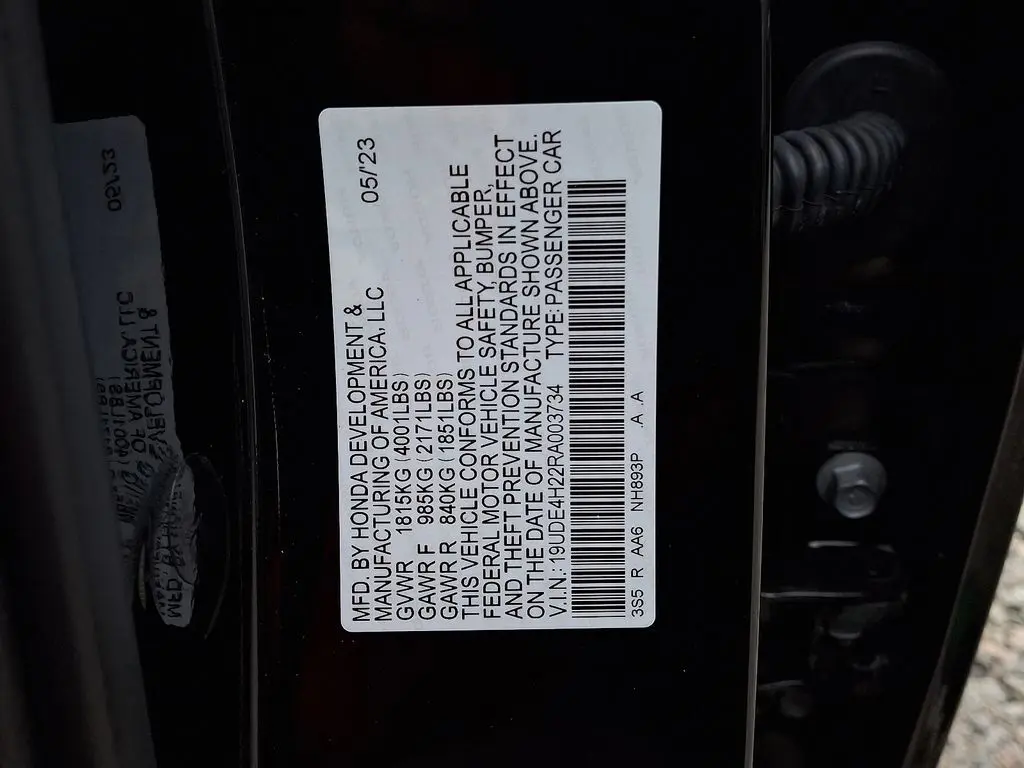 MFD. BY HONDA DEVELOPMENT &
MANUFACTURING OF AMERICA, LLC 05/'23
GVWR 1815KG (4001LBS)
GAWR F 985KG (2171LBS)
GAWR R 840KG (1851LBS)
THIS VEHICLE CONFORMS TO ALL APPLICABLE
FEDERAL MOTOR VEHICLE SAFETY, BUMPER,
AND THEFT PREVENTION STANDARDS IN EFFECT
ON THE DATE OF MANUFACTURE SHOWN ABOVE.
V.I.N.: 19UDE4H22RA003734 TYPE: PASSENGER CAR
3S5 R AA6 NH893P .A .A